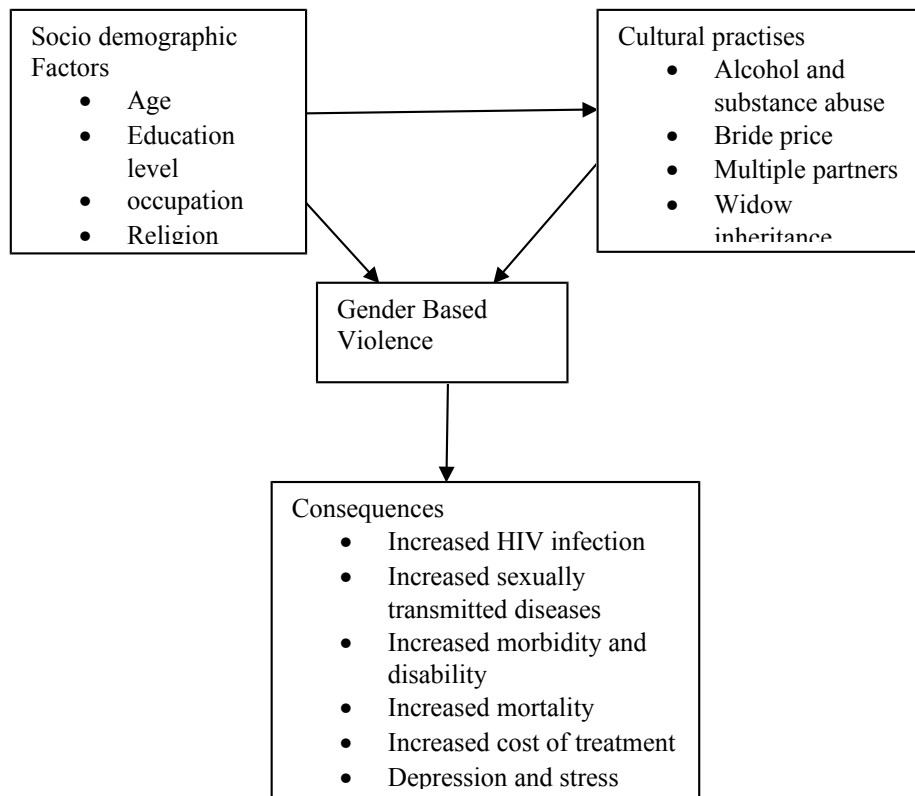 Socio demographic
Factors
• Age
• Education
level
• occupation
• Religion
Cultural practises
• Alcohol and
substance abuse
• Bride price
• Multiple partners
• Widow
inheritance
Gender Based
Violence
Consequences
• Increased HIV infection
• Increased sexually
transmitted diseases
• Increased morbidity and
disability
• Increased mortality
• Increased cost of treatment
• Depression and stress